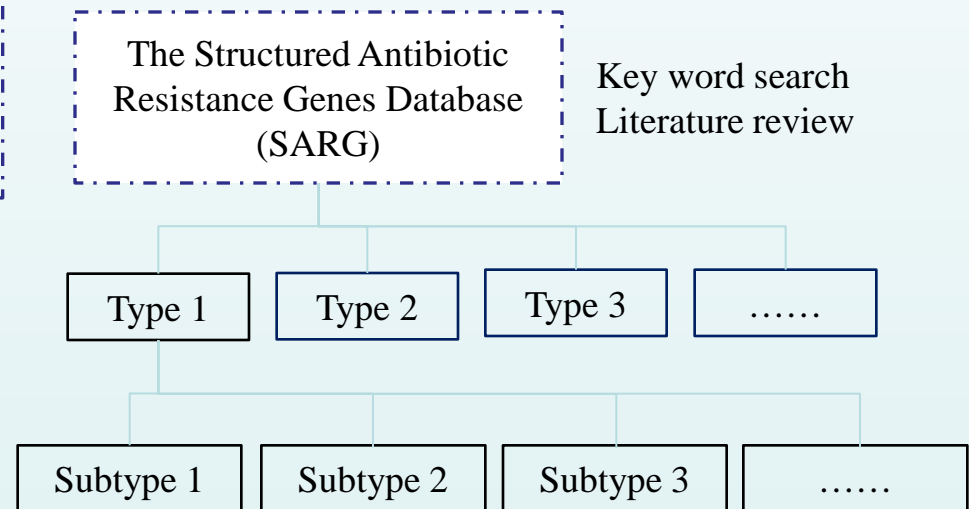 The Structured Antibiotic
Resistance Genes Database
(SARG)
Key word search
Literature review
Type 1
Type 2
Type 3
……
Subtype 1
Subtype 2
Subtype 3
……